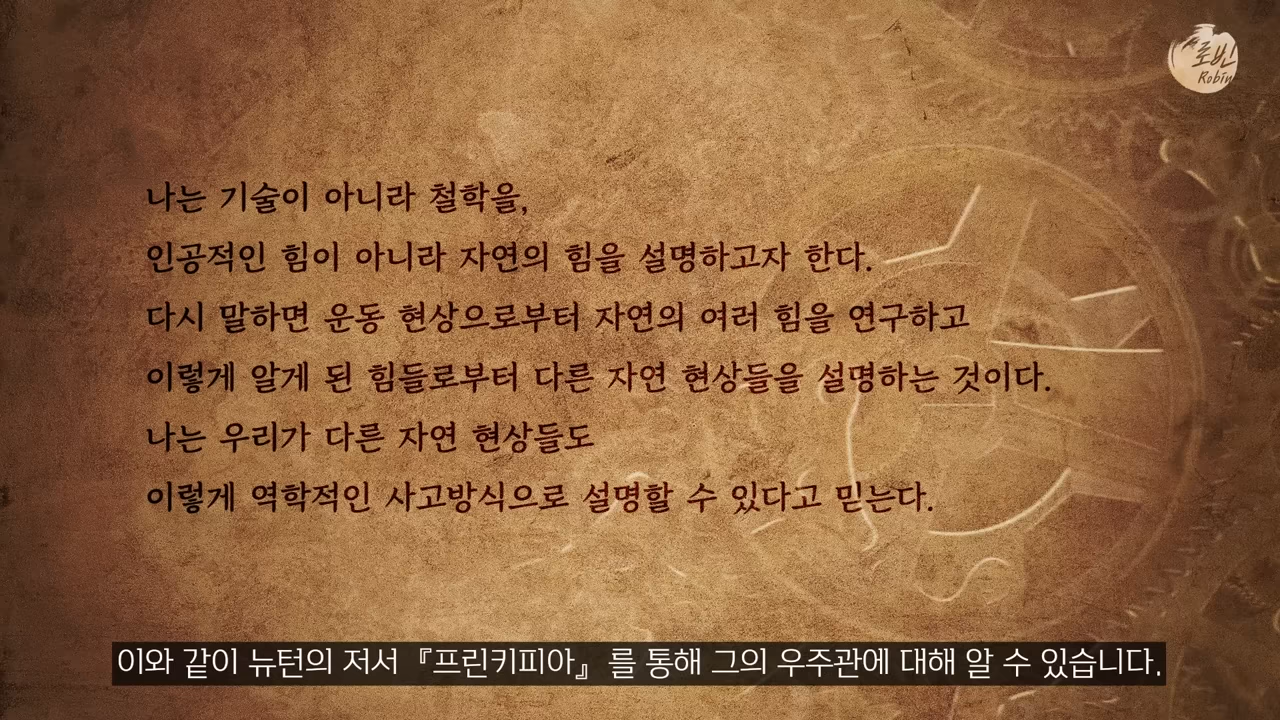 로빈
Robin
나는 기술이 아니라 철학을,
인공적인 힘이 아니라 자연의 힘을 설명하고자 한다.
다시 말하면 운동 현상으로부터 자연의 여러 힘을 연구하고
이렇게 알게 된 힘들로부터 다른 자연 현상들을 설명하는 것이다.
나는 우리가 다른 자연 현상들도
이렇게 역학적인 사고방식으로 설명할 수 있다고 믿는다.
이와 같이 뉴턴의 저서『프린키피아』를 통해 그의 우주관에 대해 알 수 있습니다.